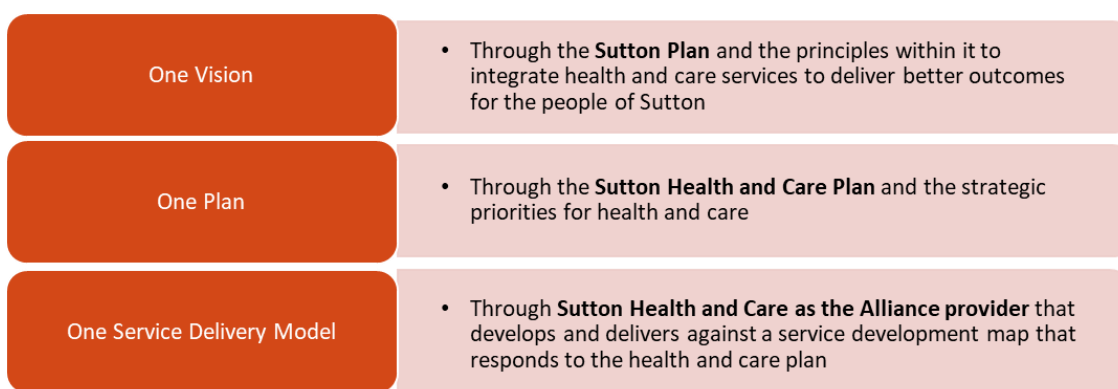 One Vision
• Through the Sutton Plan and the principles within it to
integrate health and care services to deliver better outcomes
for the people of Sutton
One Plan
• Through the Sutton Health and Care Plan and the strategic
priorities for health and care
One Service Delivery Model
• Through Sutton Health and Care as the Alliance provider that
develops and delivers against a service development map that
responds to the health and care plan